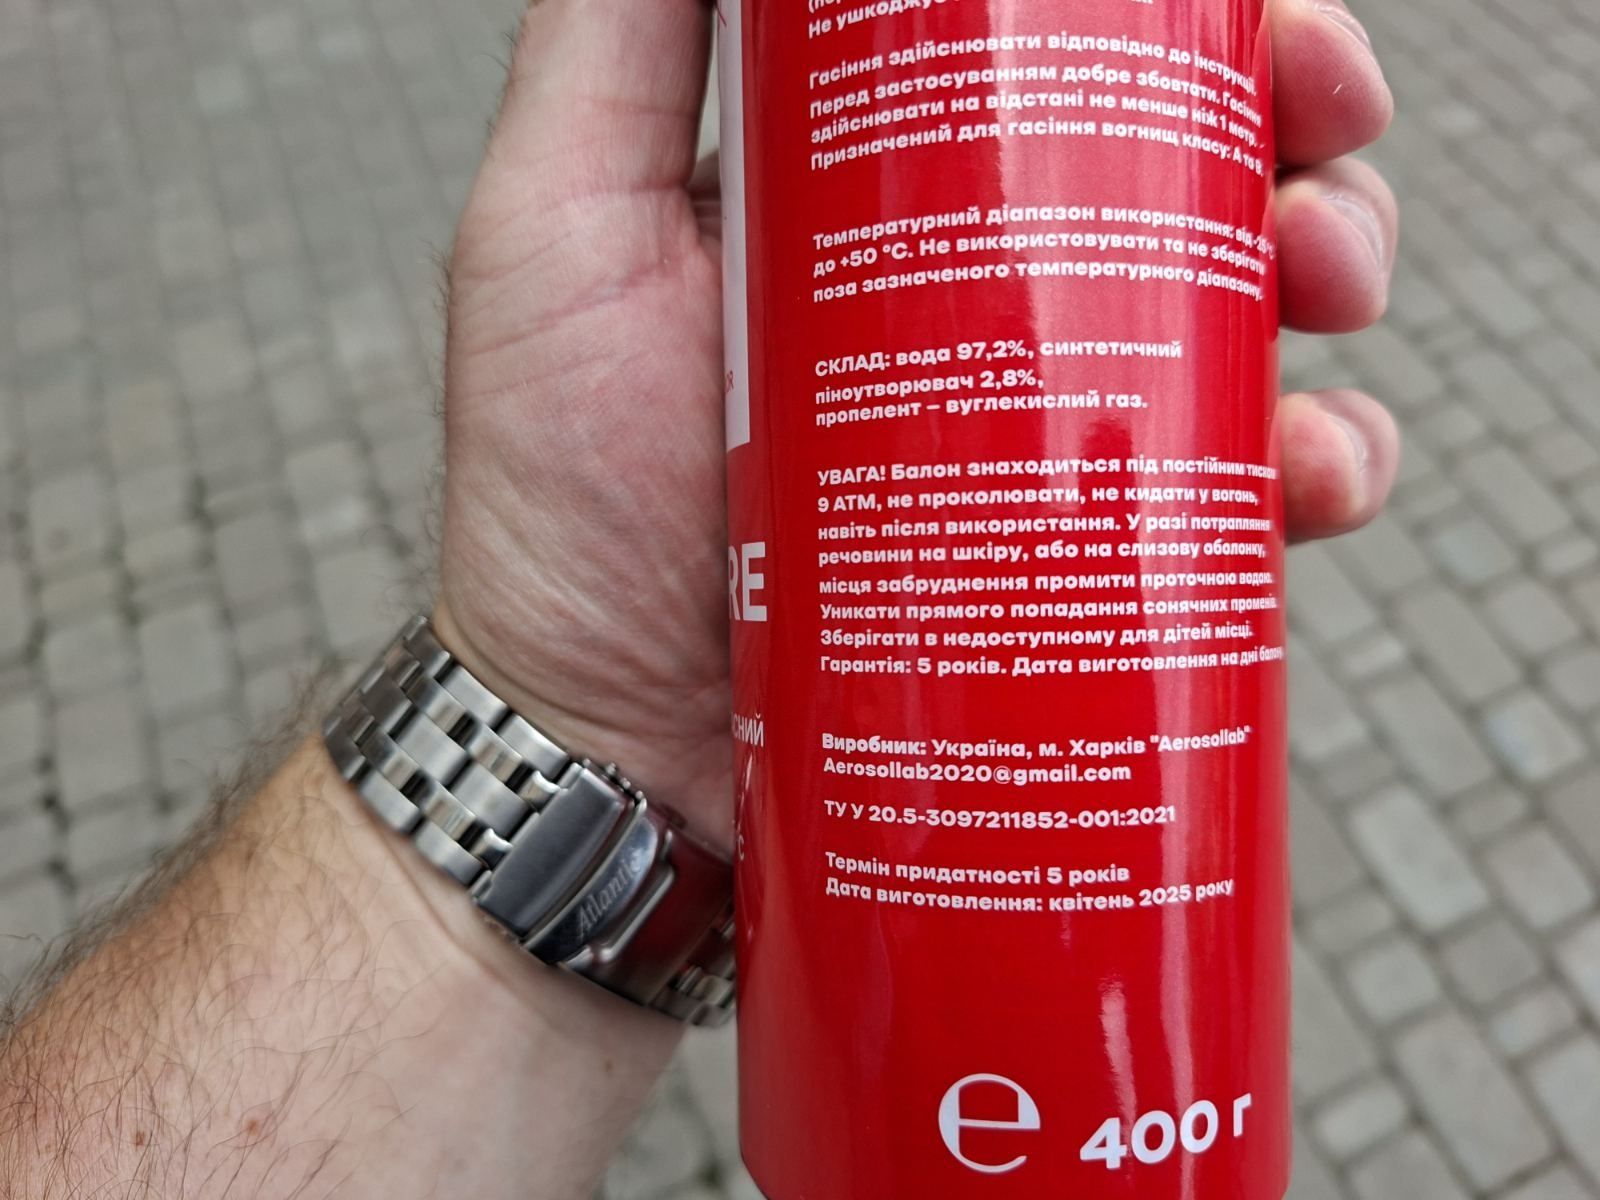 Не ушкоджує
Гасіння здійснювати відповідно до інструкції.
Перед застосуванням добре збовтати. Гасіння
здійснювати на відстані не менше ніж 1 метр.
Призначений для гасіння вогнищ класу: А та В.
Температурний діапазон використання: від -25 °C
до +50 °C. Не використовувати та не зберігати
поза зазначеного температурного діапазону.
СКЛАД: вода 97,2%, синтетичний
піноутворювач 2,8%,
пропелент – вуглекислий газ.
УВАГА! Балон знаходиться під постійним тиском
9 АТМ, не проколювати, не кидати у вогонь,
навіть після використання. У разі потрапляння
речовини на шкіру, або на слизову оболонку,
місця забруднення промити проточною водою.
Уникати прямого попадання сонячних променів.
Зберігати в недоступному для дітей місці.
Гарантія: 5 років. Дата виготовлення на дні балону
Виробник: Україна, м. Харків "Aerosollab"
Aerosollab2020@gmail.com
ТУ У 20.5-3097211852-001:2021
Термін придатності 5 років
Дата виготовлення: квітень 2025 року
℮ 400 г
RE
Atlantic